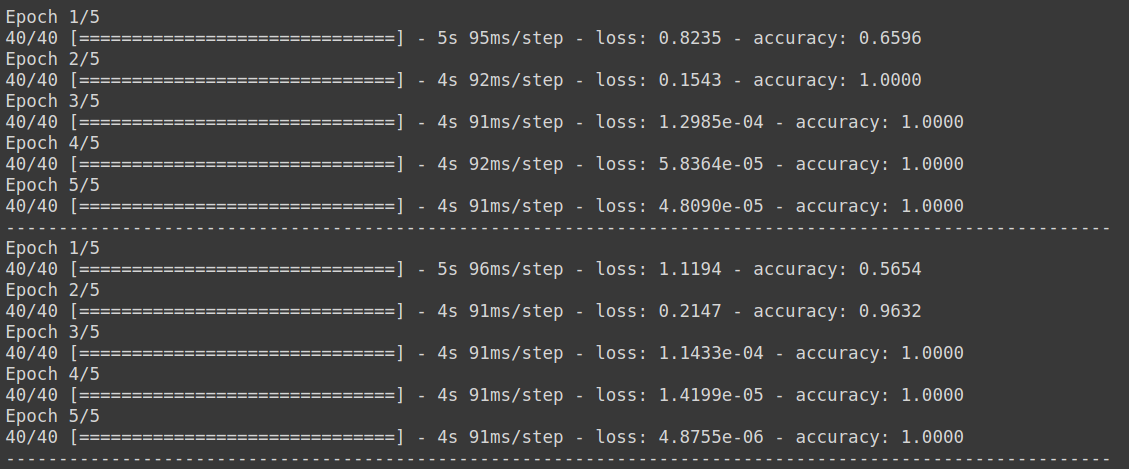 Epoch 1/5
40/40 [==============================] - 5s 95ms/step - loss: 0.8235 - accuracy: 0.6596
Epoch 2/5
40/40 [==============================] - 4s 92ms/step - loss: 0.1543 - accuracy: 1.0000
Epoch 3/5
40/40 [==============================] - 4s 91ms/step - loss: 1.2985e-04 - accuracy: 1.0000
Epoch 4/5
40/40 [==============================] - 4s 92ms/step - loss: 5.8364e-05 - accuracy: 1.0000
Epoch 5/5
40/40 [==============================] - 4s 91ms/step - loss: 4.8090e-05 - accuracy: 1.0000
---------------------------------------------------------------------------------------------------------
Epoch 1/5
40/40 [==============================] - 5s 96ms/step - loss: 1.1194 - accuracy: 0.5654
Epoch 2/5
40/40 [==============================] - 4s 91ms/step - loss: 0.2147 - accuracy: 0.9632
Epoch 3/5
40/40 [==============================] - 4s 91ms/step - loss: 1.1433e-04 - accuracy: 1.0000
Epoch 4/5
40/40 [==============================] - 4s 91ms/step - loss: 1.4199e-05 - accuracy: 1.0000
Epoch 5/5
40/40 [==============================] - 4s 91ms/step - loss: 4.8755e-06 - accuracy: 1.0000
---------------------------------------------------------------------------------------------------------